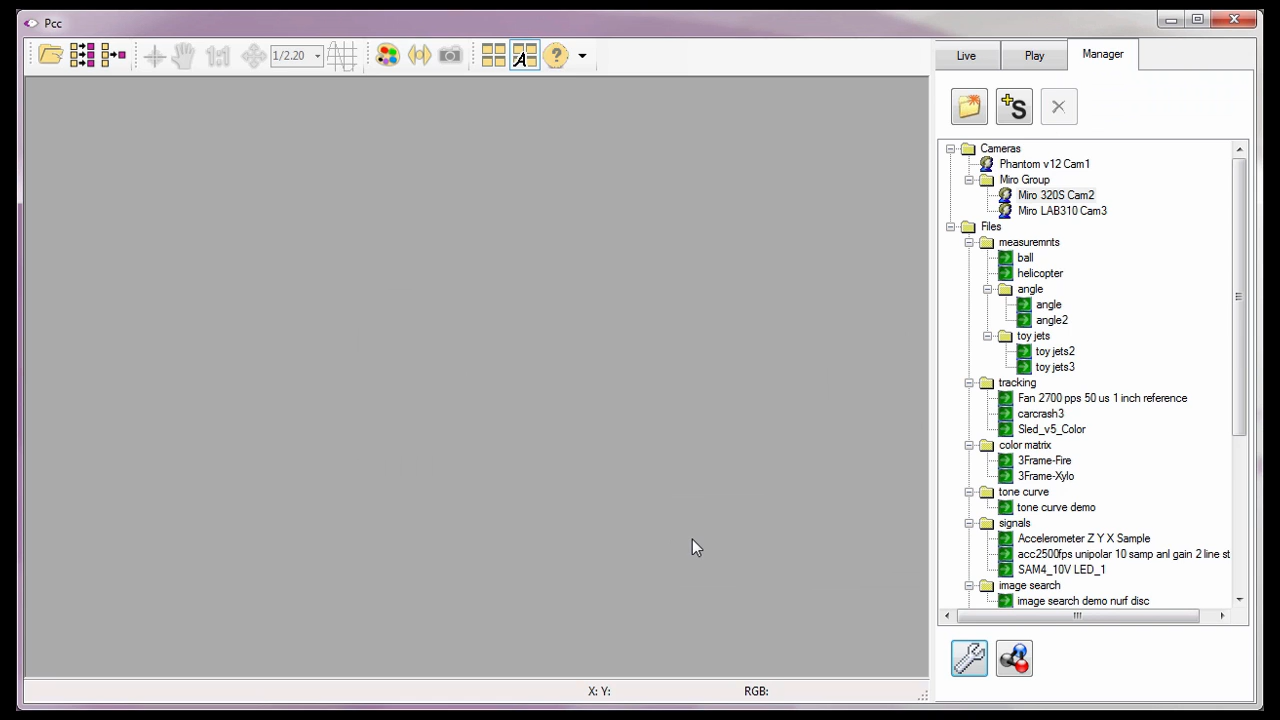 Pcc
1:1
1/2.20
A
?
Live
Play
Manager
+S
Cameras
Phantom v12 Cam1
Miro Group
Miro 320S Cam2
Miro LAB310 Cam3
Files
measuremnts
ball
helicopter
angle
angle
angle2
toy jets
toy jets2
toy jets3
tracking
Fan 2700 pps 50 us 1 inch reference
carcrash3
Sled_v5_Color
color matrix
3Frame-Fire
3Frame-Xylo
tone curve
tone curve demo
signals
Accelerometer Z Y X Sample
acc2500fps unipolar 10 samp anl gain 2 line st
SAM4_10V LED_1
image search
image search demo nurf disc
X: Y:
RGB: